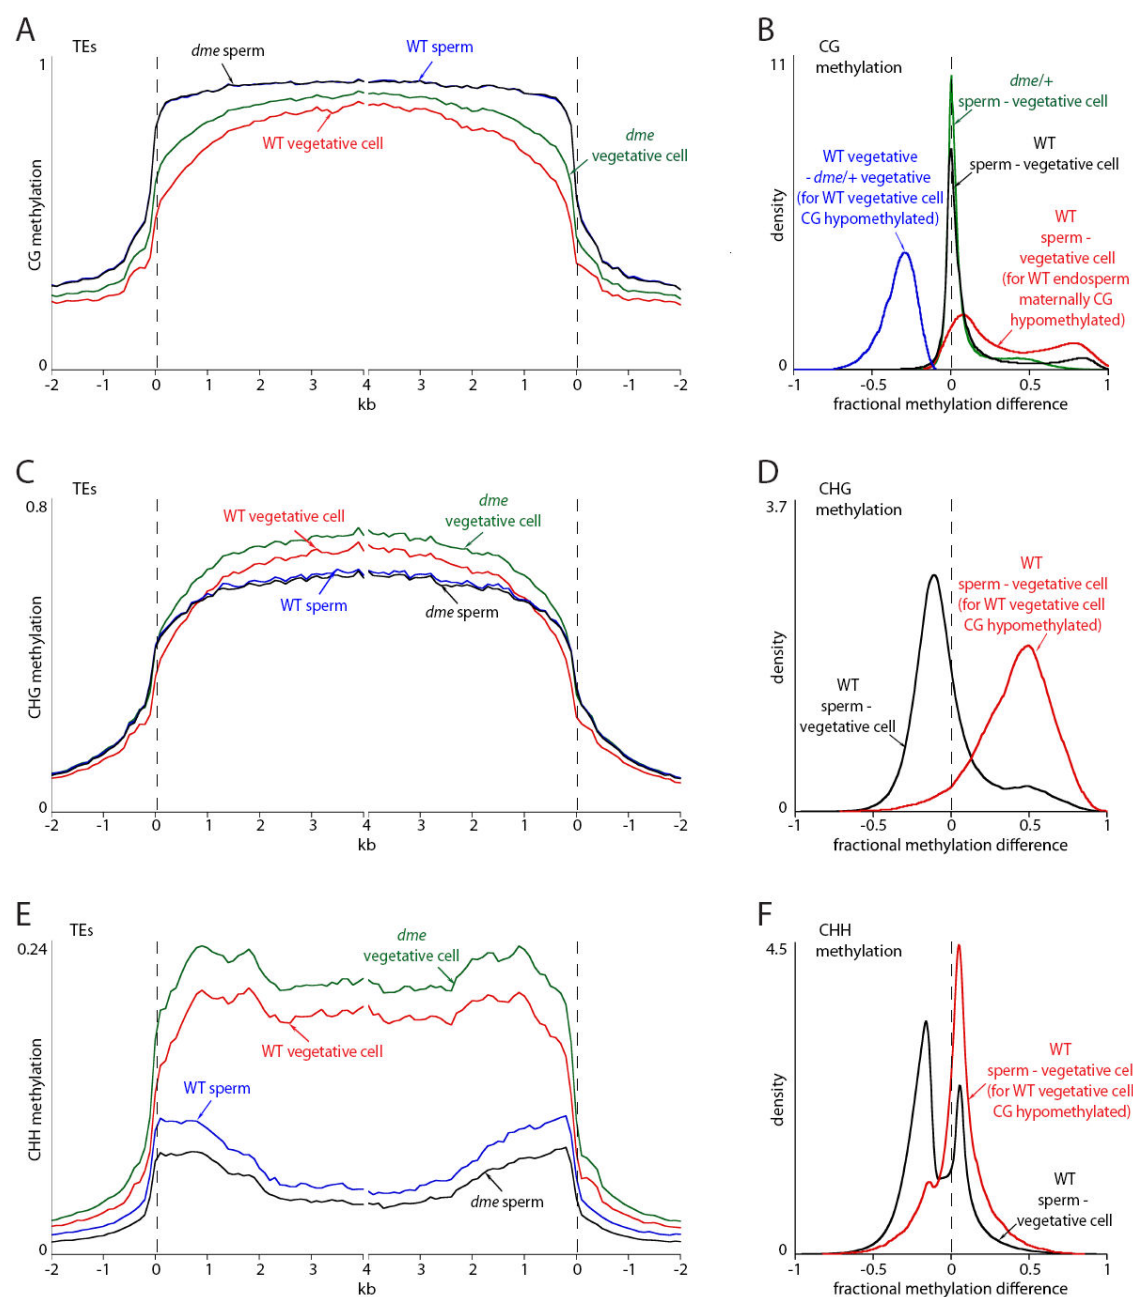 A
TEs
dme sperm
WT sperm
1
WT vegetative cell
dme
vegetative cell
CG methylation
0
-2 -1 0 1 2 3 4 3 2 1 0 -1 -2
kb
B
CG
methylation
11
dme/+
sperm - vegetative cell
WT
sperm - vegetative cell
WT vegetative
- dme/+ vegetative
(for WT vegetative cell
CG hypomethylated)
WT
sperm -
vegetative cell
(for WT endosperm
maternally CG
hypomethylated)
density
0
-1 -0.5 0 0.5 1
fractional methylation difference
C
TEs
0.8
WT vegetative cell
dme
vegetative cell
WT sperm
dme sperm
CHG methylation
0
-2 -1 0 1 2 3 4 3 2 1 0 -1 -2
kb
D
CHG
methylation
3.7
WT
sperm - vegetative cell
(for WT vegetative cell
CG hypomethylated)
WT
sperm -
vegetative cell
density
0
-1 -0.5 0 0.5 1
fractional methylation difference
E
TEs
0.24
dme
vegetative cell
WT vegetative cell
WT sperm
dme sperm
CHH methylation
0
-2 -1 0 1 2 3 4 3 2 1 0 -1 -2
kb
F
CHH
methylation
4.5
WT
sperm - vegetative cel
(for WT vegetative cell
CG hypomethylated)
WT
sperm -
vegetative cell
density
0
-1 -0.5 0 0.5 1
fractional methylation difference